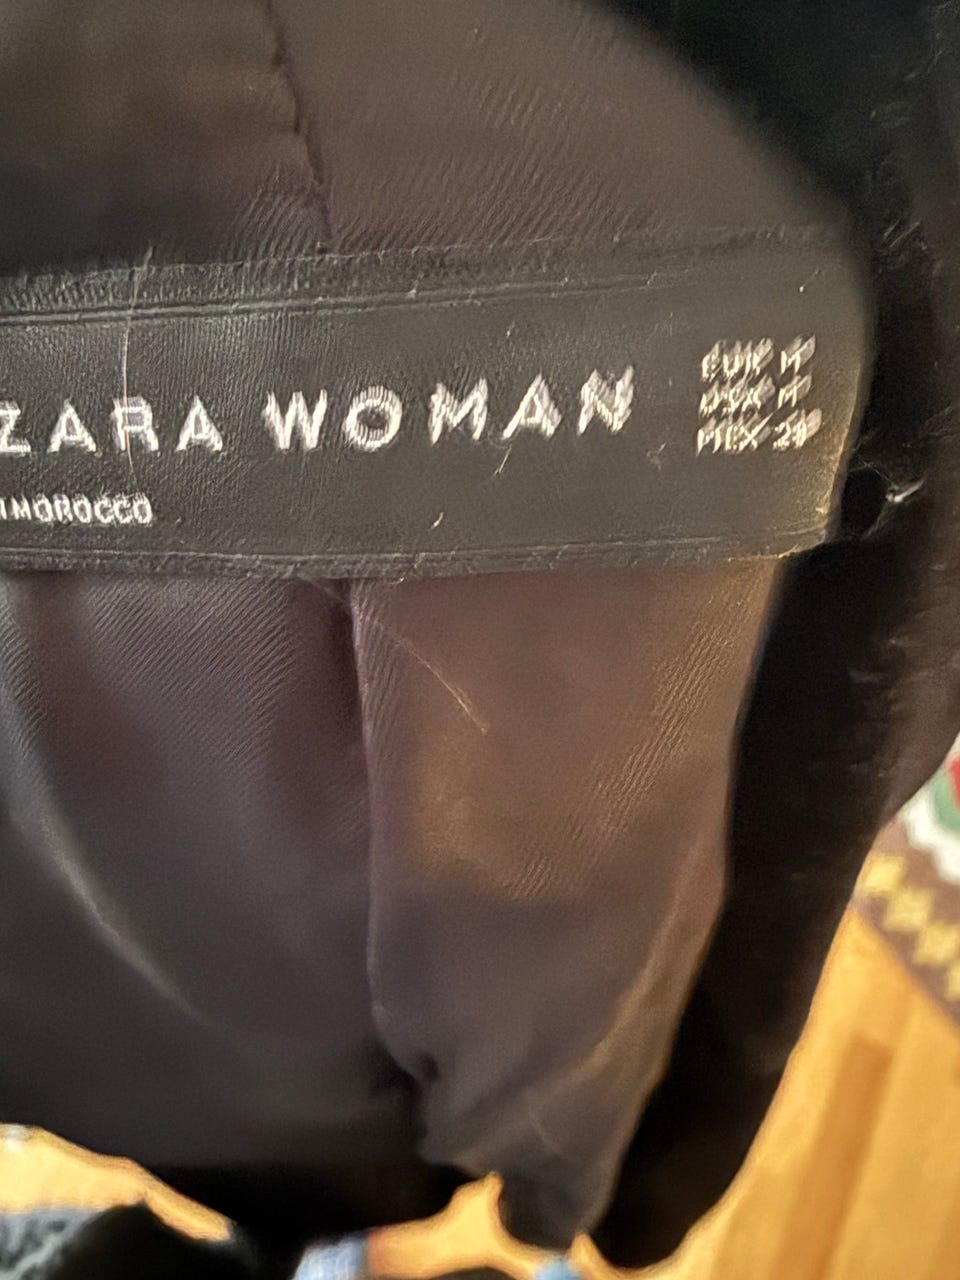 ZARA WOMAN
MOROCCO
EUR M
USA M
MEX 28